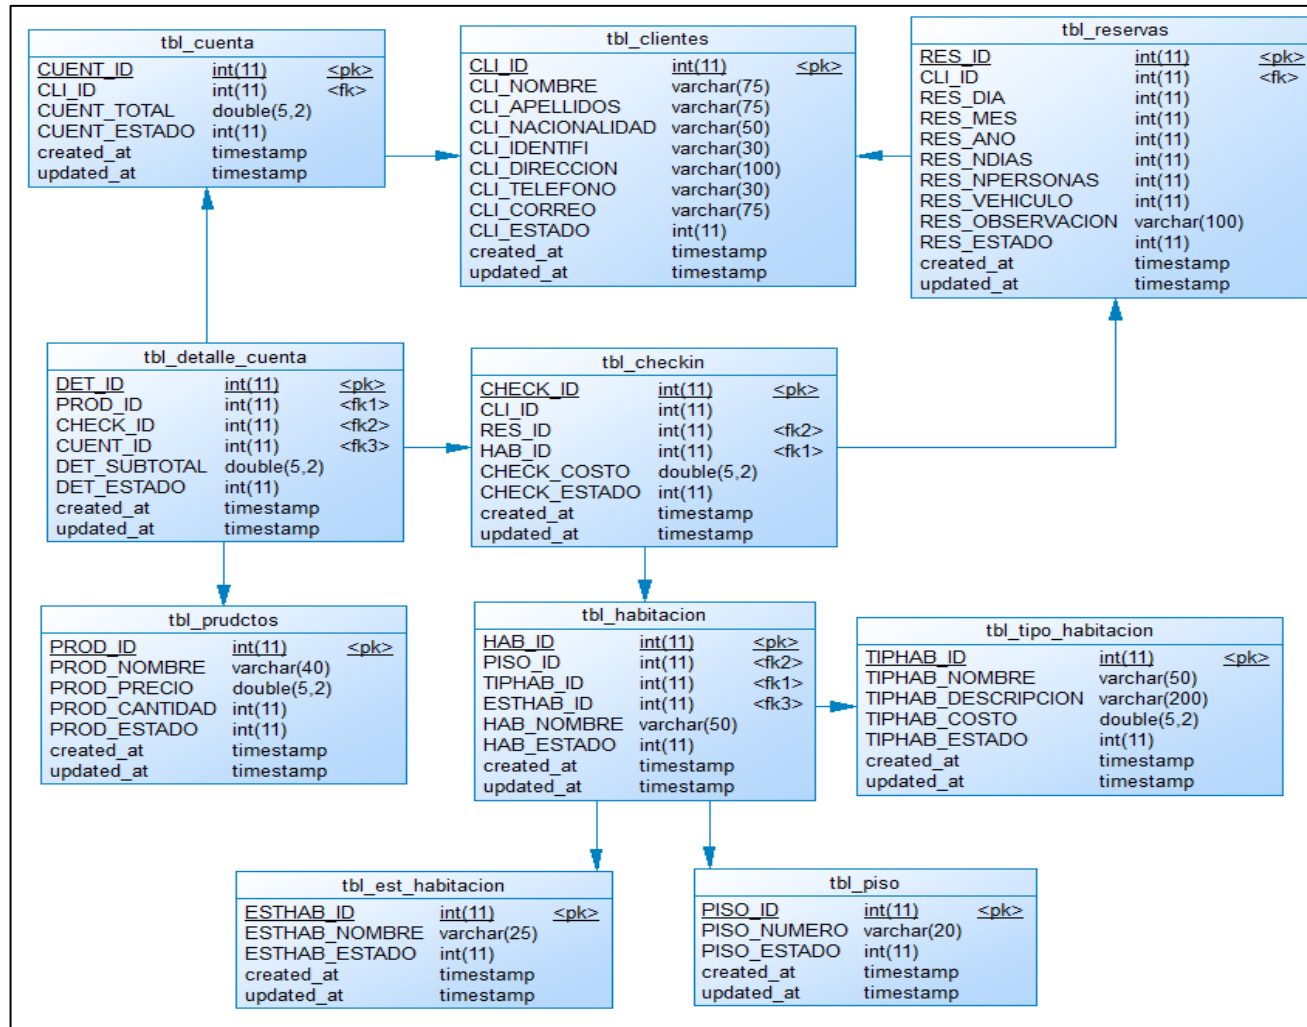 tbl_cuenta
CUENT_ID int(11) <pk>
CLI_ID int(11) <fk>
CUENT_TOTAL double(5,2)
CUENT_ESTADO int(11)
created_at timestamp
updated_at timestamp
tbl_clientes
CLI_ID int(11) <pk>
CLI_NOMBRE varchar(75)
CLI_APELLIDOS varchar(75)
CLI_NACIONALIDAD varchar(50)
CLI_IDENTIFI varchar(30)
CLI_DIRECCION varchar(100)
CLI_TELEFONO varchar(30)
CLI_CORREO varchar(75)
CLI_ESTADO int(11)
created_at timestamp
updated_at timestamp
tbl_reservas
RES_ID int(11) <pk>
CLI_ID int(11) <fk>
RES_DIA int(11)
RES_MES int(11)
RES_ANO int(11)
RES_NDIAS int(11)
RES_NPERSONAS int(11)
RES_VEHICULO int(11)
RES_OBSERVACION varchar(100)
RES_ESTADO int(11)
created_at timestamp
updated_at timestamp
tbl_detalle_cuenta
DET_ID int(11) <pk>
PROD_ID int(11) <fk1>
CHECK_ID int(11) <fk2>
CUENT_ID int(11) <fk3>
DET_SUBTOTAL double(5,2)
DET_ESTADO int(11)
created_at timestamp
updated_at timestamp
tbl_checkin
CHECK_ID int(11) <pk>
CLI_ID int(11)
RES_ID int(11) <fk2>
HAB_ID int(11) <fk1>
CHECK_COSTO double(5,2)
CHECK_ESTADO int(11)
created_at timestamp
updated_at timestamp
tbl_prudctos
PROD_ID int(11) <pk>
PROD_NOMBRE varchar(40)
PROD_PRECIO double(5,2)
PROD_CANTIDAD int(11)
PROD_ESTADO int(11)
created_at timestamp
updated_at timestamp
tbl_habitacion
HAB_ID int(11) <pk>
PISO_ID int(11) <fk2>
TIPHAB_ID int(11) <fk1>
ESTHAB_ID int(11) <fk3>
HAB_NOMBRE varchar(50)
HAB_ESTADO int(11)
created_at timestamp
updated_at timestamp
tbl_tipo_habitacion
TIPHAB_ID int(11) <pk>
TIPHAB_NOMBRE varchar(50)
TIPHAB_DESCRIPCION varchar(200)
TIPHAB_COSTO double(5,2)
TIPHAB_ESTADO int(11)
created_at timestamp
updated_at timestamp
tbl_est_habitacion
ESTHAB_ID int(11) <pk>
ESTHAB_NOMBRE varchar(25)
ESTHAB_ESTADO int(11)
created_at timestamp
updated_at timestamp
tbl_piso
PISO_ID int(11) <pk>
PISO_NUMERO varchar(20)
PISO_ESTADO int(11)
created_at timestamp
updated_at timestamp